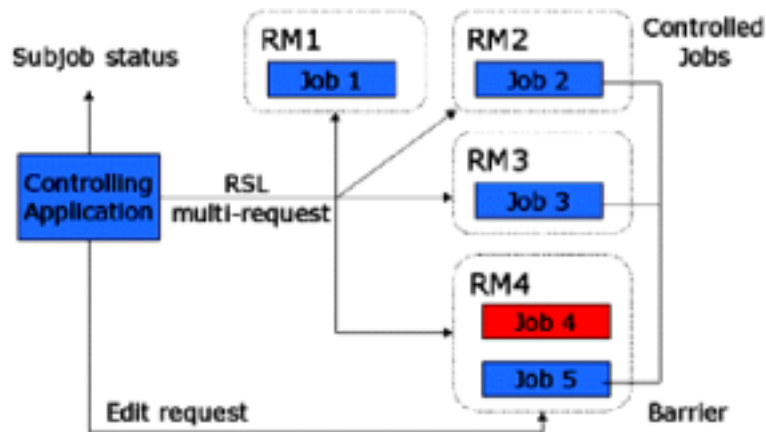 RM1
Job 1
RM2
Job 2
Controlled
Jobs
Subjob status
Controlling
Application
RSL
multi-request
RM3
Job 3
RM4
Job 4
Job 5
Edit request
Barrier